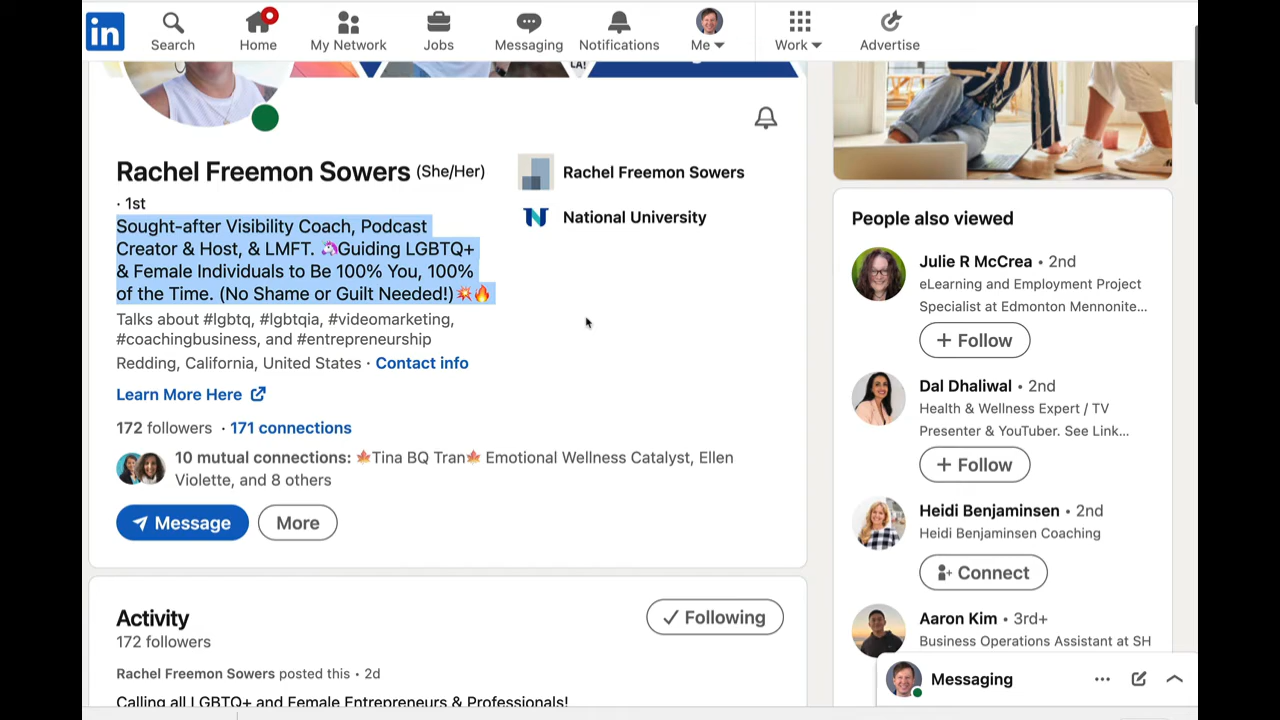 in
Search
Home
My Network
Jobs
Messaging
Notifications
Me
Work
Advertise
LA!
Rachel Freemon Sowers (She/Her)
· 1st
Sought-after Visibility Coach, Podcast
Creator & Host, & LMFT. 🦄Guiding LGBTQ+
& Female Individuals to Be 100% You, 100%
of the Time. (No Shame or Guilt Needed!)💥🔥
Talks about #lgbtq, #lgbtqia, #videomarketing,
#coachingbusiness, and #entrepreneurship
Redding, California, United States · Contact info
Learn More Here
172 followers · 171 connections
10 mutual connections: 🍁Tina BQ Tran🍁 Emotional Wellness Catalyst, Ellen
Violette, and 8 others
Message
More
Rachel Freemon Sowers
National University
Activity
172 followers
Following
Rachel Freemon Sowers posted this • 2d
Calling all LGBTQ+ and Female Entrepreneurs & Professionals!
People also viewed
Julie R McCrea • 2nd
eLearning and Employment Project
Specialist at Edmonton Mennonite...
+ Follow
Dal Dhaliwal • 2nd
Health & Wellness Expert / TV
Presenter & YouTuber. See Link...
+ Follow
Heidi Benjaminsen • 2nd
Heidi Benjaminsen Coaching
Connect
Aaron Kim • 3rd+
Business Operations Assistant at SH
Messaging